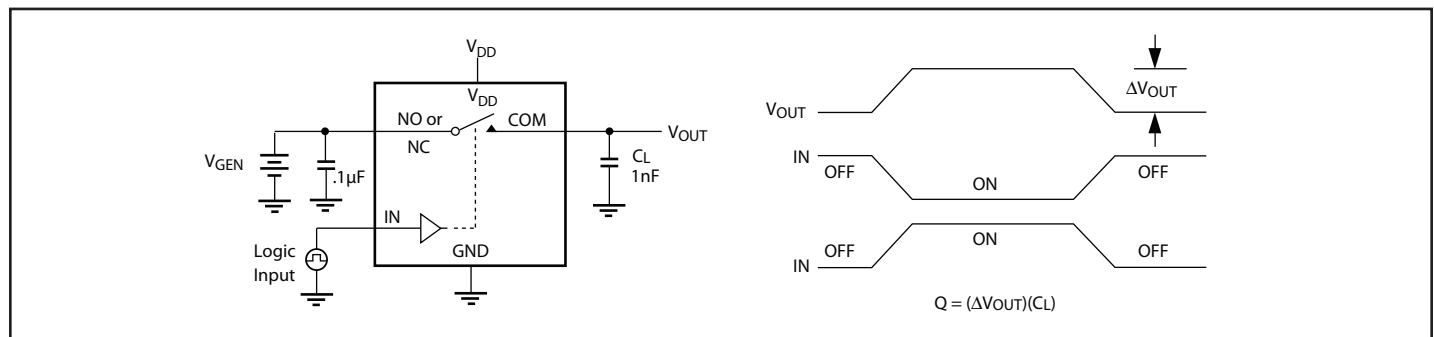 VDD
VDD
NO or
NC
COM
VOUT
VGEN
.1µF
CL
1nF
IN
GND
Logic
Input
VOUT
ΔVOUT
IN
OFF
ON
OFF
IN
OFF
ON
OFF
Q = (ΔVOUT)(CL)